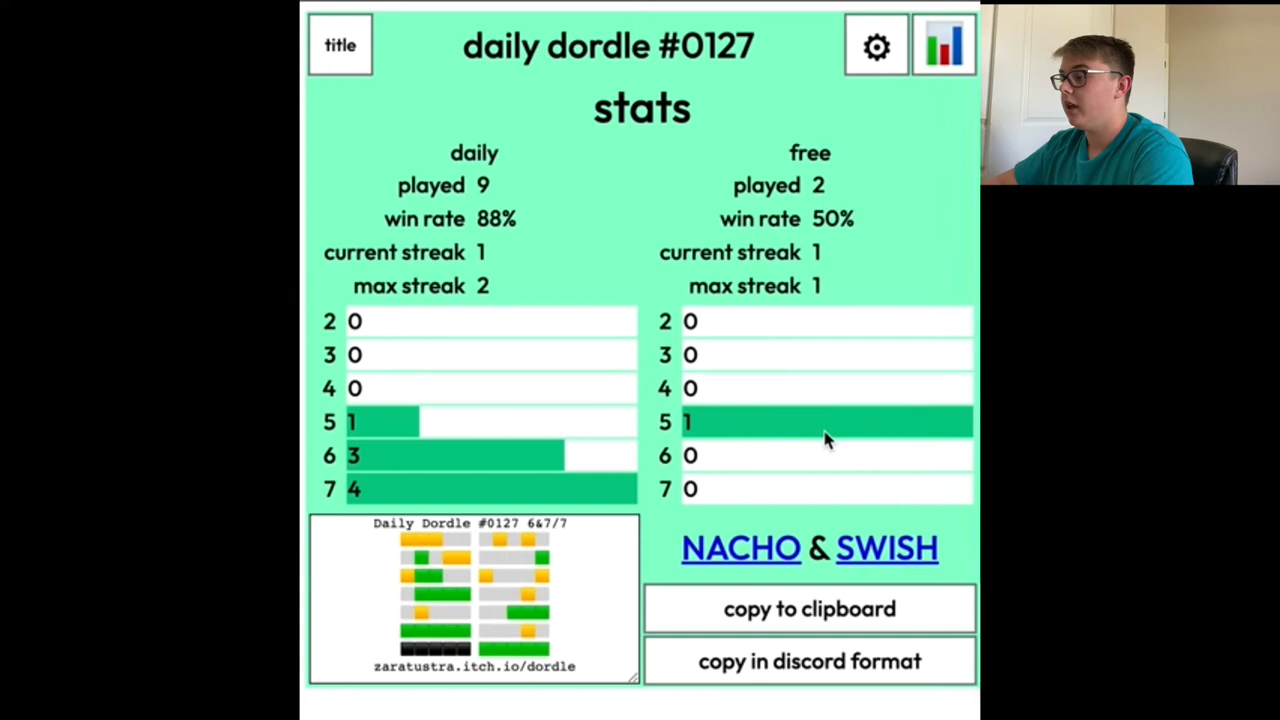 title
daily dordle #0127
stats
daily
played 9
win rate 88%
current streak 1
max streak 2
2 0
3 0
4 0
5 1
6 3
7 4
free
played 2
win rate 50%
current streak 1
max streak 1
2 0
3 0
4 0
5 1
6 0
7 0
Daily Dordle #0127 6&7/7
zaratustra.itch.io/dordle
NACHO & SWISH
copy to clipboard
copy in discord format